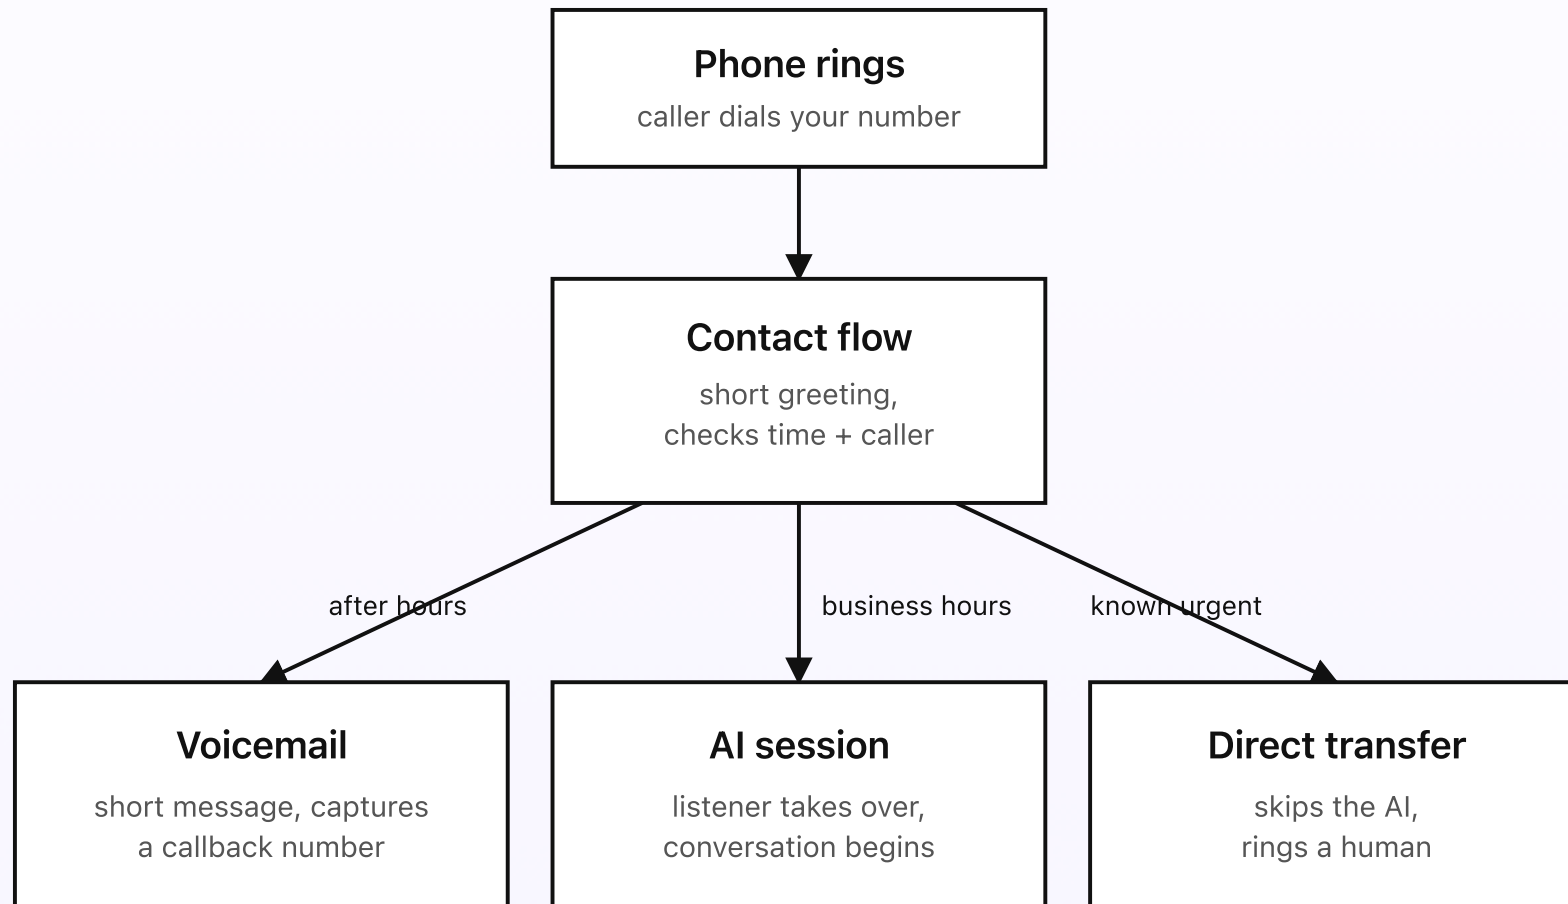 Phone rings
caller dials your number
Contact flow
short greeting,
checks time + caller
after hours
business hours
known urgent
Voicemail
short message, captures
a callback number
AI session
listener takes over,
conversation begins
Direct transfer
skips the AI,
rings a human